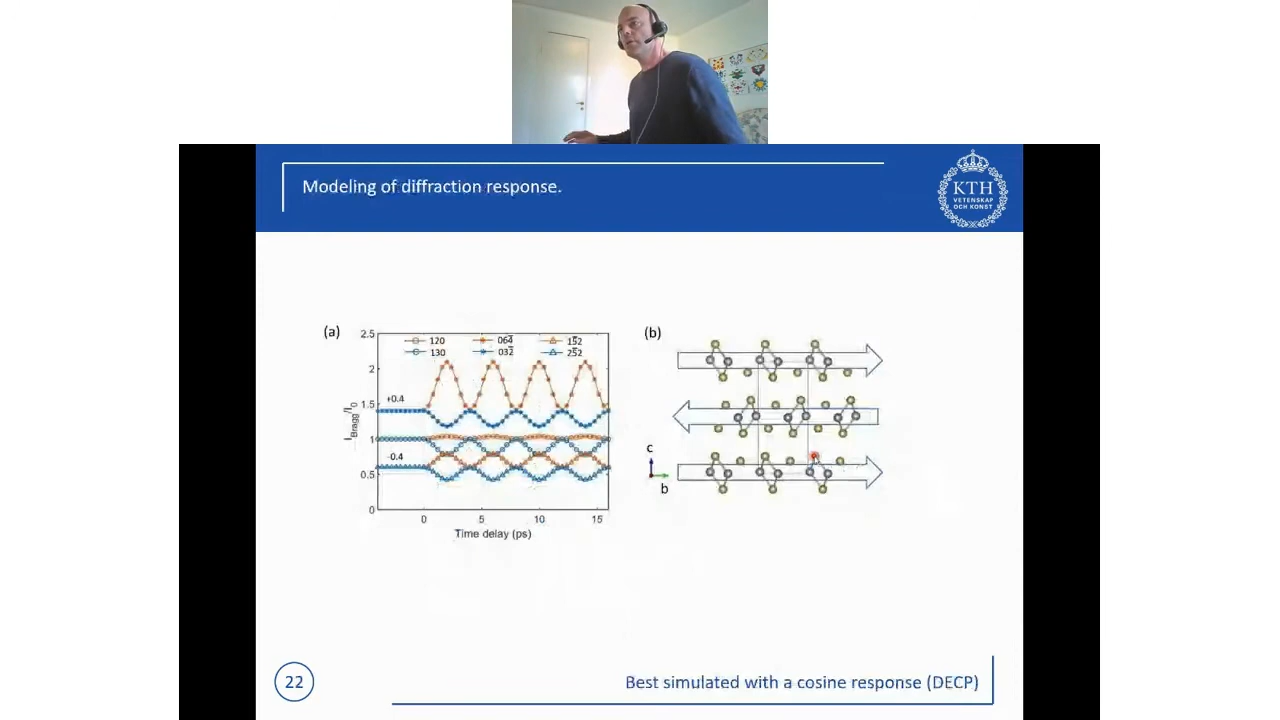 Modeling of diffraction response.
KTH
VETENSKAP
OCH KONST
(a)
2.5
2
1.5
1
0.5
0
I_Bragg/I_0
120
130
064̅
032̅
15̅2
25̅2
+0.4
-0.4
0
5
10
15
Time delay (ps)
(b)
c
b
22
Best simulated with a cosine response (DECP)